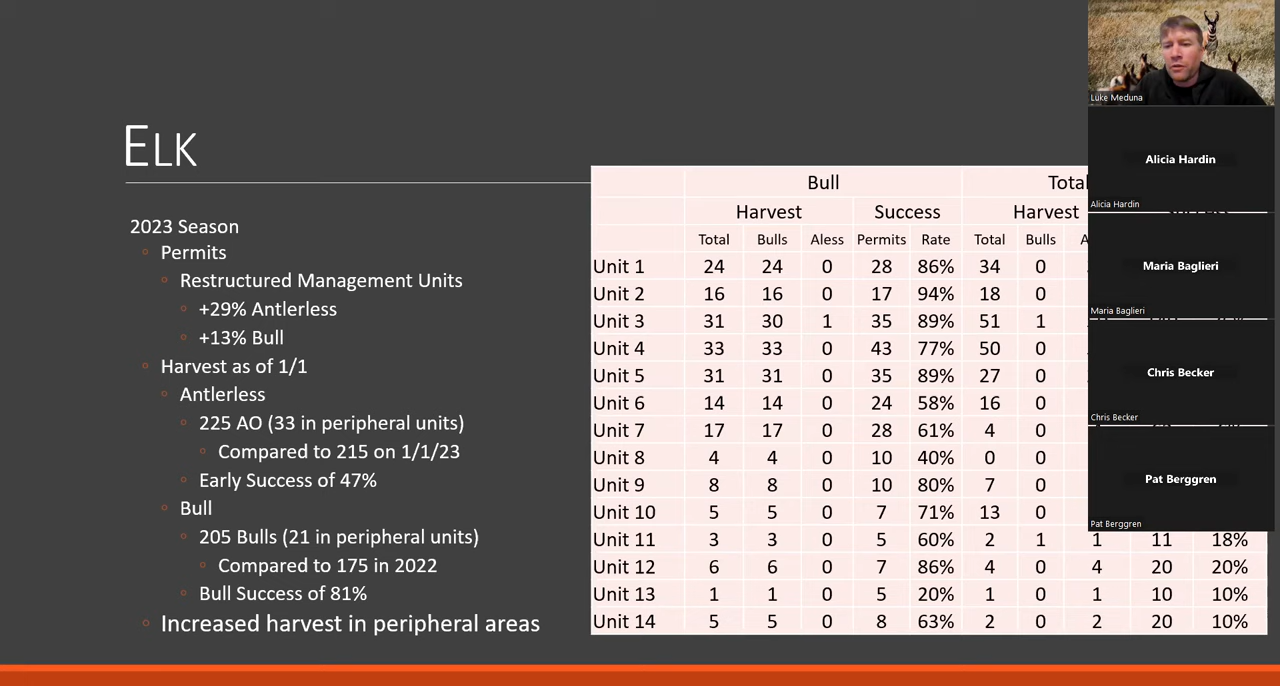 ELK
2023 Season
Permits
Restructured Management Units
+29% Antlerless
+13% Bull
Harvest as of 1/1
Antlerless
225 AO (33 in peripheral units)
Compared to 215 on 1/1/23
Early Success of 47%
Bull
205 Bulls (21 in peripheral units)
Compared to 175 in 2022
Bull Success of 81%
Increased harvest in peripheral areas
Bull Total
Harvest Success Harvest
Total Bulls Aless Permits Rate Total Bulls
Unit 1 24 24 0 28 86% 34 0
Unit 2 16 16 0 17 94% 18 0
Unit 3 31 30 1 35 89% 51 1
Unit 4 33 33 0 43 77% 50 0
Unit 5 31 31 0 35 89% 27 0
Unit 6 14 14 0 24 58% 16 0
Unit 7 17 17 0 28 61% 4 0
Unit 8 4 4 0 10 40% 0 0
Unit 9 8 8 0 10 80% 7 0
Unit 10 5 5 0 7 71% 13 0
Unit 11 3 3 0 5 60% 2 1 1 11 18%
Unit 12 6 6 0 7 86% 4 0 4 20 20%
Unit 13 1 1 0 5 20% 1 0 1 10 10%
Unit 14 5 5 0 8 63% 2 0 2 20 10%
Luke Meduna
Alicia Hardin
Alicia Hardin
Maria Baglieri
Maria Baglieri
Chris Becker
Chris Becker
Pat Berggren
Pat Berggren